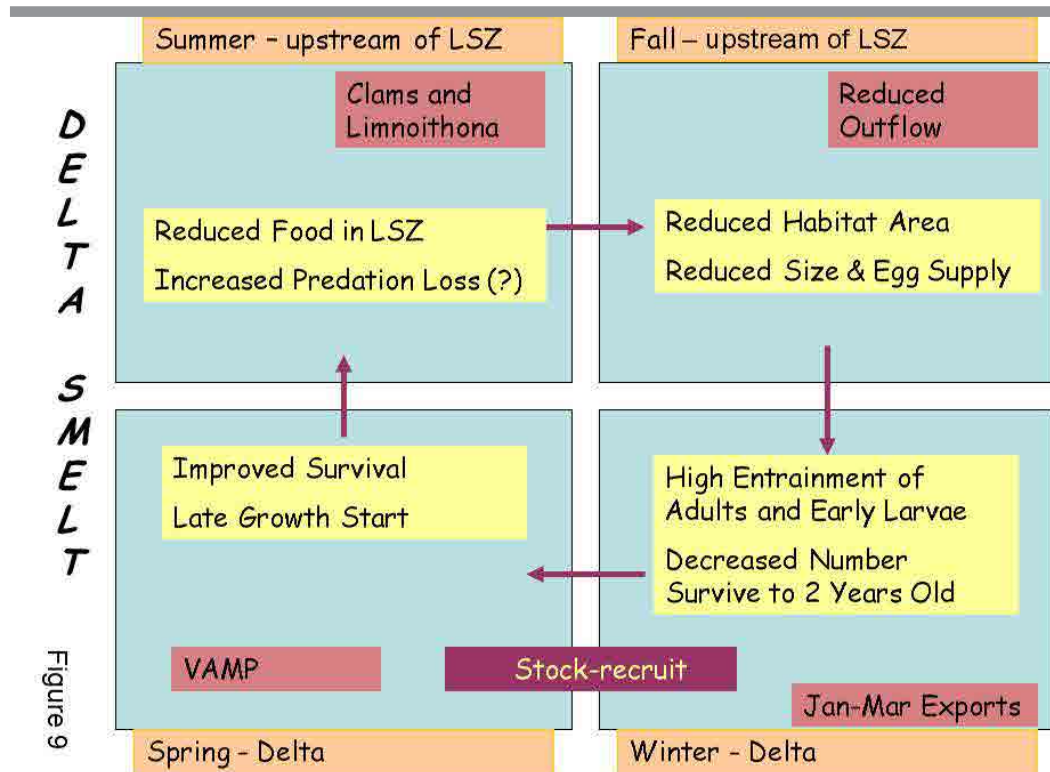 Summer – upstream of LSZ
Fall – upstream of LSZ
DELTA SMELT
Clams and
Limnoithona
Reduced Food in LSZ
Increased Predation Loss (?)
Reduced
Outflow
Reduced Habitat Area
Reduced Size & Egg Supply
Improved Survival
Late Growth Start
VAMP
High Entrainment of
Adults and Early Larvae
Decreased Number
Survive to 2 Years Old
Stock-recruit
Jan-Mar Exports
Spring - Delta
Winter - Delta
Figure 9